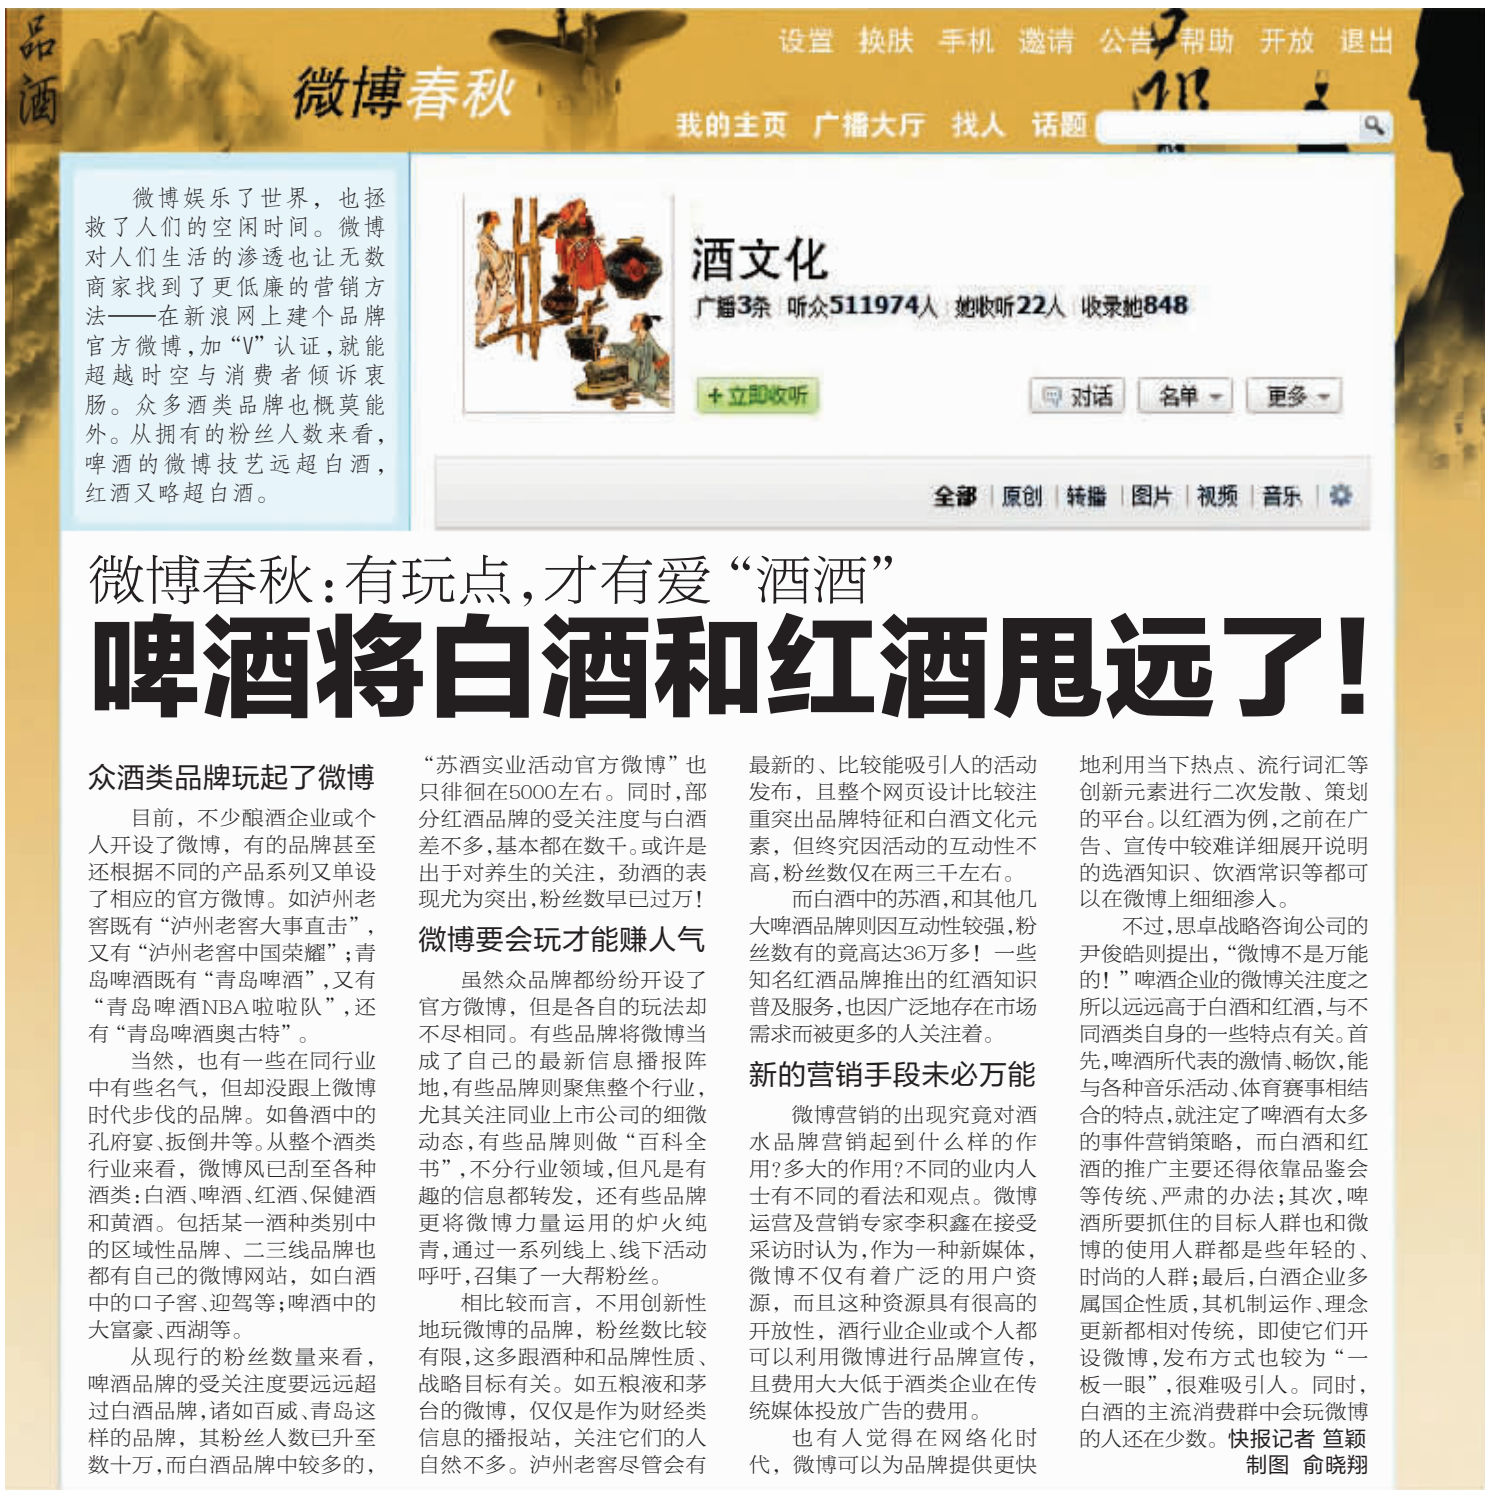 品酒
微博春秋
设置 换肤 手机 邀请 公告 帮助 开放 退出
我的主页 广播大厅 找人 话题
微博娱乐了世界，也拯
救了人们的空闲时间。微博
对人们生活的渗透也让无数
商家找到了更低廉的营销方
法——在新浪网上建个品牌
官方微博，加“V”认证，就能
超越时空与消费者倾诉衷
肠。众多酒类品牌也概莫能
外。从拥有的粉丝人数来看，
啤酒的微博技艺远超白酒，
红酒又略超白酒。
酒文化
广播3条 听众511974人 她收听22人 收录她848
+立即收听
对话 名单 更多
全部 原创 转播 图片 视频 音乐
微博春秋：有玩点，才有爱“酒酒”
啤酒将白酒和红酒甩远了！
众酒类品牌玩起了微博
目前，不少酿酒企业或个
人开设了微博，有的品牌甚至
还根据不同的产品系列又单设
了相应的官方微博。如泸州老
窖既有“泸州老窖大事直击”，
又有“泸州老窖中国荣耀”；青
岛啤酒既有“青岛啤酒”，又有
“青岛啤酒NBA啦啦队”，还
有“青岛啤酒奥古特”。
当然，也有一些在同行业
中有些名气，但却没跟上微博
时代步伐的品牌。如鲁酒中的
孔府宴、扳倒井等。从整个酒类
行业来看，微博风已刮至各种
酒类：白酒、啤酒、红酒、保健酒
和黄酒。包括某一酒种类别中
的区域性品牌、二三线品牌也
都有自己的微博网站，如白酒
中的口子窖、迎驾等；啤酒中的
大富豪、西湖等。
从现行的粉丝数量来看，
啤酒品牌的受关注度要远远超
过白酒品牌，诸如百威、青岛这
样的品牌，其粉丝人数已升至
数十万，而白酒品牌中较多的，
“苏酒实业活动官方微博”也
只徘徊在5000左右。同时，部
分红酒品牌的受关注度与白酒
差不多，基本都在数千。或许是
出于对养生的关注，劲酒的表
现尤为突出，粉丝数早已过万！
微博要会玩才能赚人气
虽然众品牌都纷纷开设了
官方微博，但是各自的玩法却
不尽相同。有些品牌将微博当
成了自己的最新信息播报阵
地，有些品牌则聚焦整个行业，
尤其关注同业上市公司的细微
动态，有些品牌则做“百科全
书”，不分行业领域，但凡是有
趣的信息都转发，还有些品牌
更将微博力量运用的炉火纯
青，通过一系列线上、线下活动
呼吁，召集了一大帮粉丝。
相比较而言，不用创新性
地玩微博的品牌，粉丝数比较
有限，这多跟酒种和品牌性质、
战略目标有关。如五粮液和茅
台的微博，仅仅是作为财经类
信息的播报站，关注它们的人
自然不多。泸州老窖尽管会有
最新的、比较能吸引人的活动
发布，且整个网页设计比较注
重突出品牌特征和白酒文化元
素，但终究因活动的互动性不
高，粉丝数仅在两三千左右。
而白酒中的苏酒，和其他几
大啤酒品牌则因互动性较强，粉
丝数有的竟高达36万多！一些
知名红酒品牌推出的红酒知识
普及服务，也因广泛地存在市场
需求而被更多的人关注着。
新的营销手段未必万能
微博营销的出现究竟对酒
水品牌营销起到什么样的作
用？多大的作用？不同的业内人
士有不同的看法和观点。微博
运营及营销专家李积鑫在接受
采访时认为，作为一种新媒体，
微博不仅有着广泛的用户资
源，而且这种资源具有很高的
开放性，酒行业企业或个人都
可以利用微博进行品牌宣传，
且费用大大低于酒类企业在传
统媒体投放广告的费用。
也有人觉得在网络化时
代，微博可以为品牌提供更快
地利用当下热点、流行词汇等
创新元素进行二次发散、策划
的平台。以红酒为例，之前在广
告、宣传中较难详细展开说明
的选酒知识、饮酒常识等都可
以在微博上细细渗入。
不过，思卓战略咨询公司的
尹俊皓则提出，“微博不是万能
的！”啤酒企业的微博关注度之
所以远远高于白酒和红酒，与不
同酒类自身的一些特点有关。首
先，啤酒所代表的激情、畅饮，能
与各种音乐活动、体育赛事相结
合的特点，就注定了啤酒有太多
的事件营销策略，而白酒和红
酒的推广主要还得依靠品鉴会
等传统、严肃的办法；其次，啤
酒所要抓住的目标人群也和微
博的使用人群都是些年轻的、
时尚的人群；最后，白酒企业多
属国企性质，其机制运作、理念
更新都相对传统，即使它们开
设微博，发布方式也较为“一
板一眼”，很难吸引人。同时，
白酒的主流消费群中会玩微博
的人还在少数。快报记者 笪颖
制图 俞晓翔